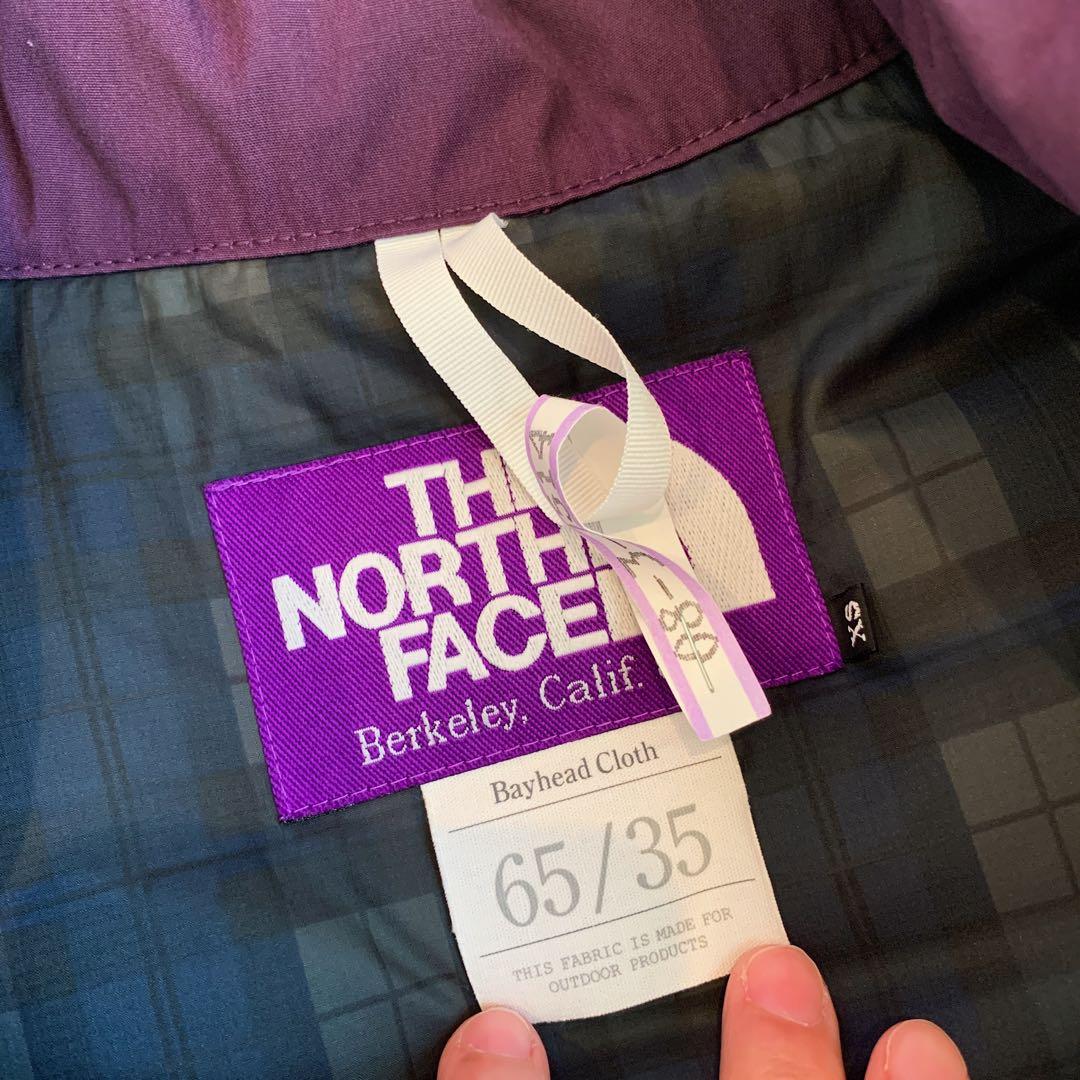 THE
NORTH
FACE
Berkeley, Calif.
XS
Bayhead Cloth
65/35
THIS FABRIC IS MADE FOR
OUTDOOR PRODUCTS